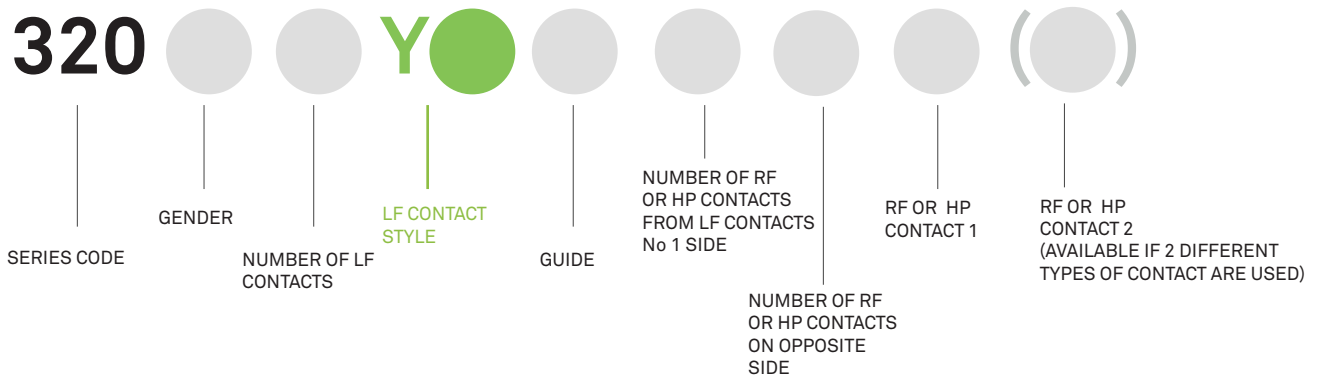 320 Y ( )
SERIES CODE
GENDER
NUMBER OF LF
CONTACTS
LF CONTACT
STYLE
GUIDE
NUMBER OF RF
OR HP CONTACTS
FROM LF CONTACTS
No 1 SIDE
NUMBER OF RF
OR HP CONTACTS
ON OPPOSITE
SIDE
RF OR HP
CONTACT 1
RF OR HP
CONTACT 2
(AVAILABLE IF 2 DIFFERENT
TYPES OF CONTACT ARE USED)